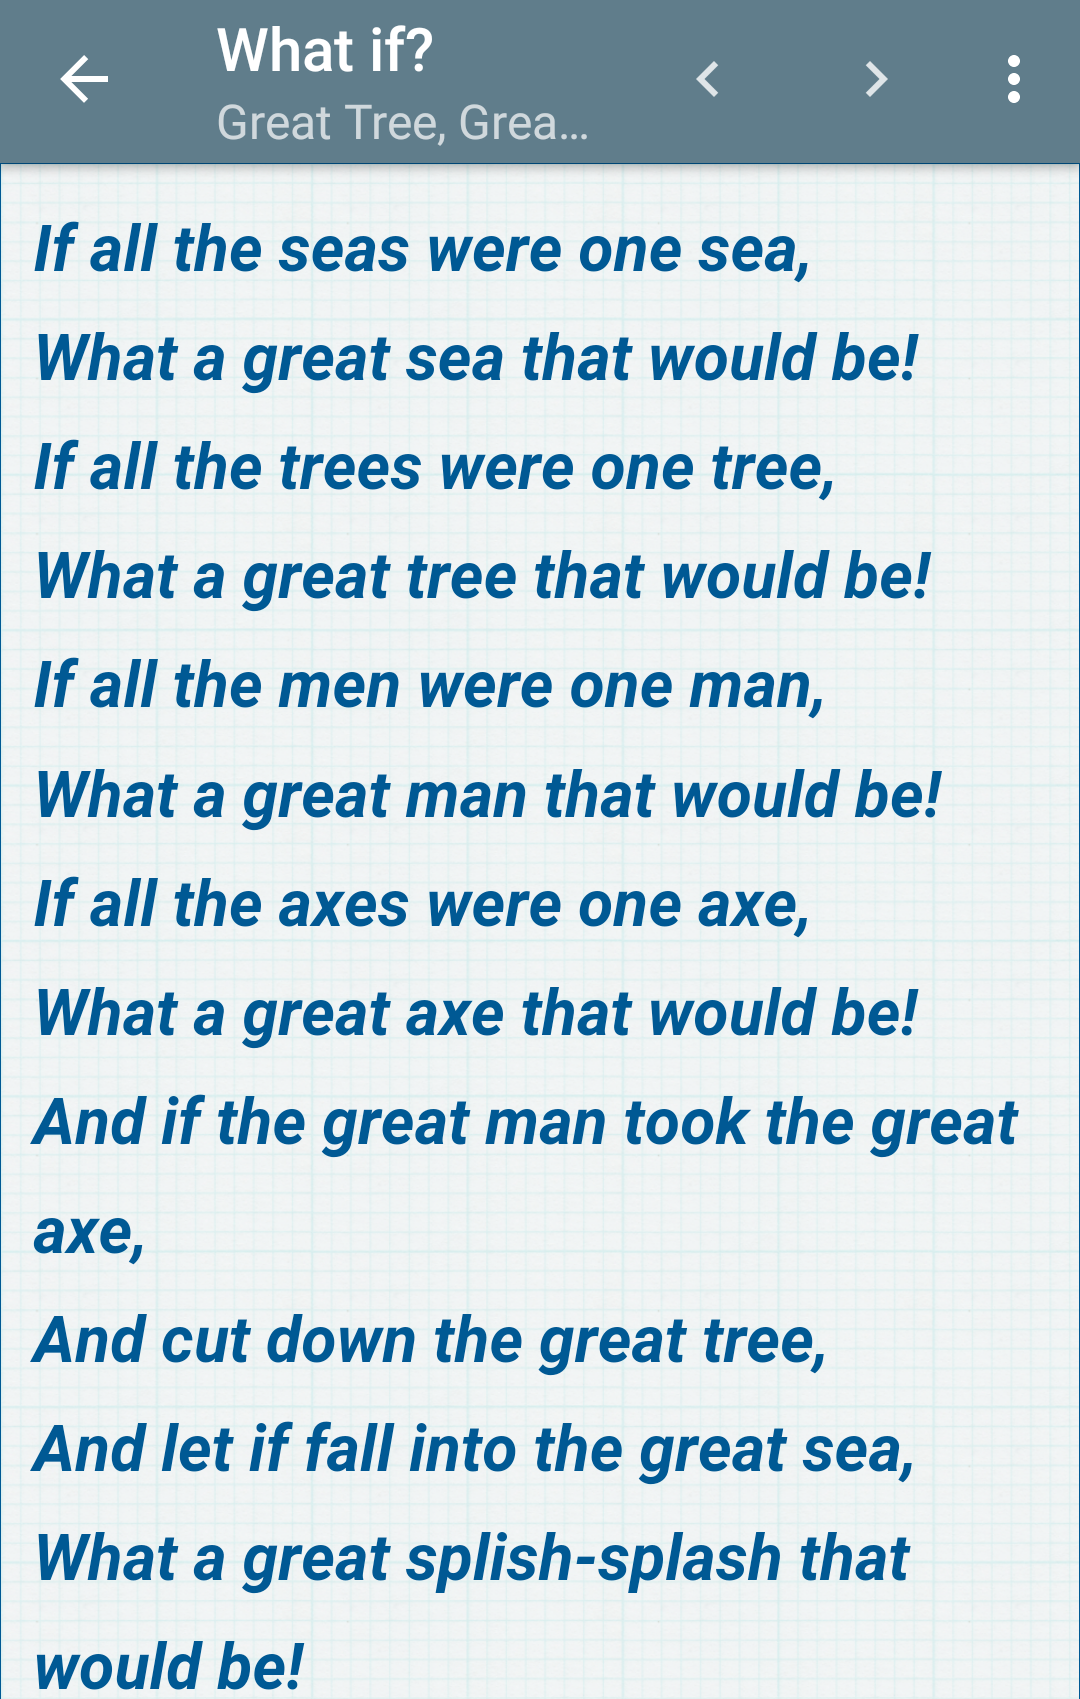 What if?
Great Tree, Grea...
If all the seas were one sea,
What a great sea that would be!
If all the trees were one tree,
What a great tree that would be!
If all the men were one man,
What a great man that would be!
If all the axes were one axe,
What a great axe that would be!
And if the great man took the great
axe,
And cut down the great tree,
And let if fall into the great sea,
What a great splish-splash that
would be!